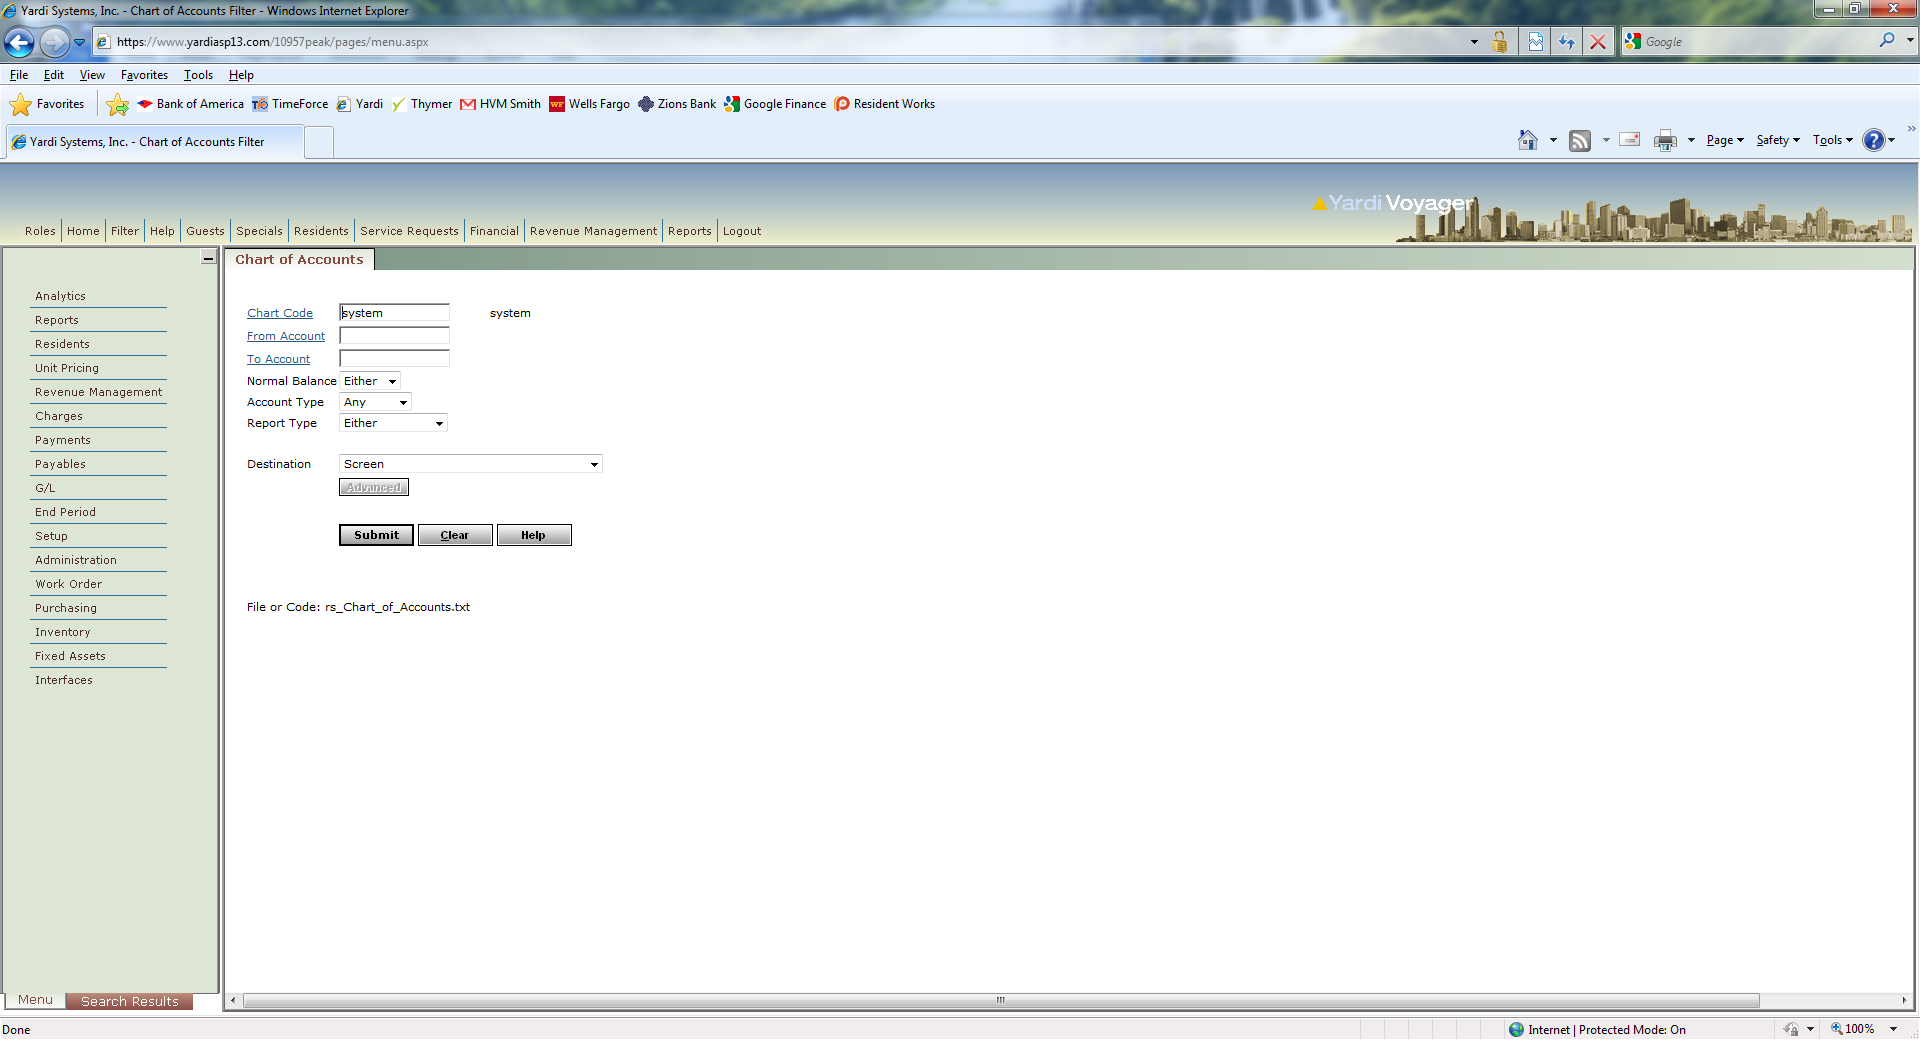 Yardi Systems, Inc. - Chart of Accounts Filter - Windows Internet Explorer
https://www.yardiasp13.com/10957peak/pages/menu.aspx
Google
File Edit View Favorites Tools Help
Favorites Bank of America TimeForce Yardi Thymer HVM Smith Wells Fargo Zions Bank Google Finance Resident Works
Yardi Systems, Inc. - Chart of Accounts Filter
Page Safety Tools
Yardi Voyager
Roles Home Filter Help Guests Specials Residents Service Requests Financial Revenue Management Reports Logout
Chart of Accounts
Analytics
Reports
Residents
Unit Pricing
Revenue Management
Charges
Payments
Payables
G/L
End Period
Setup
Administration
Work Order
Purchasing
Inventory
Fixed Assets
Interfaces
Menu Search Results
Chart Code system system
From Account
To Account
Normal Balance Either
Account Type Any
Report Type Either
Destination Screen
Advanced
Submit Clear Help
File or Code: rs_Chart_of_Accounts.txt
Done
Internet | Protected Mode: On
100%